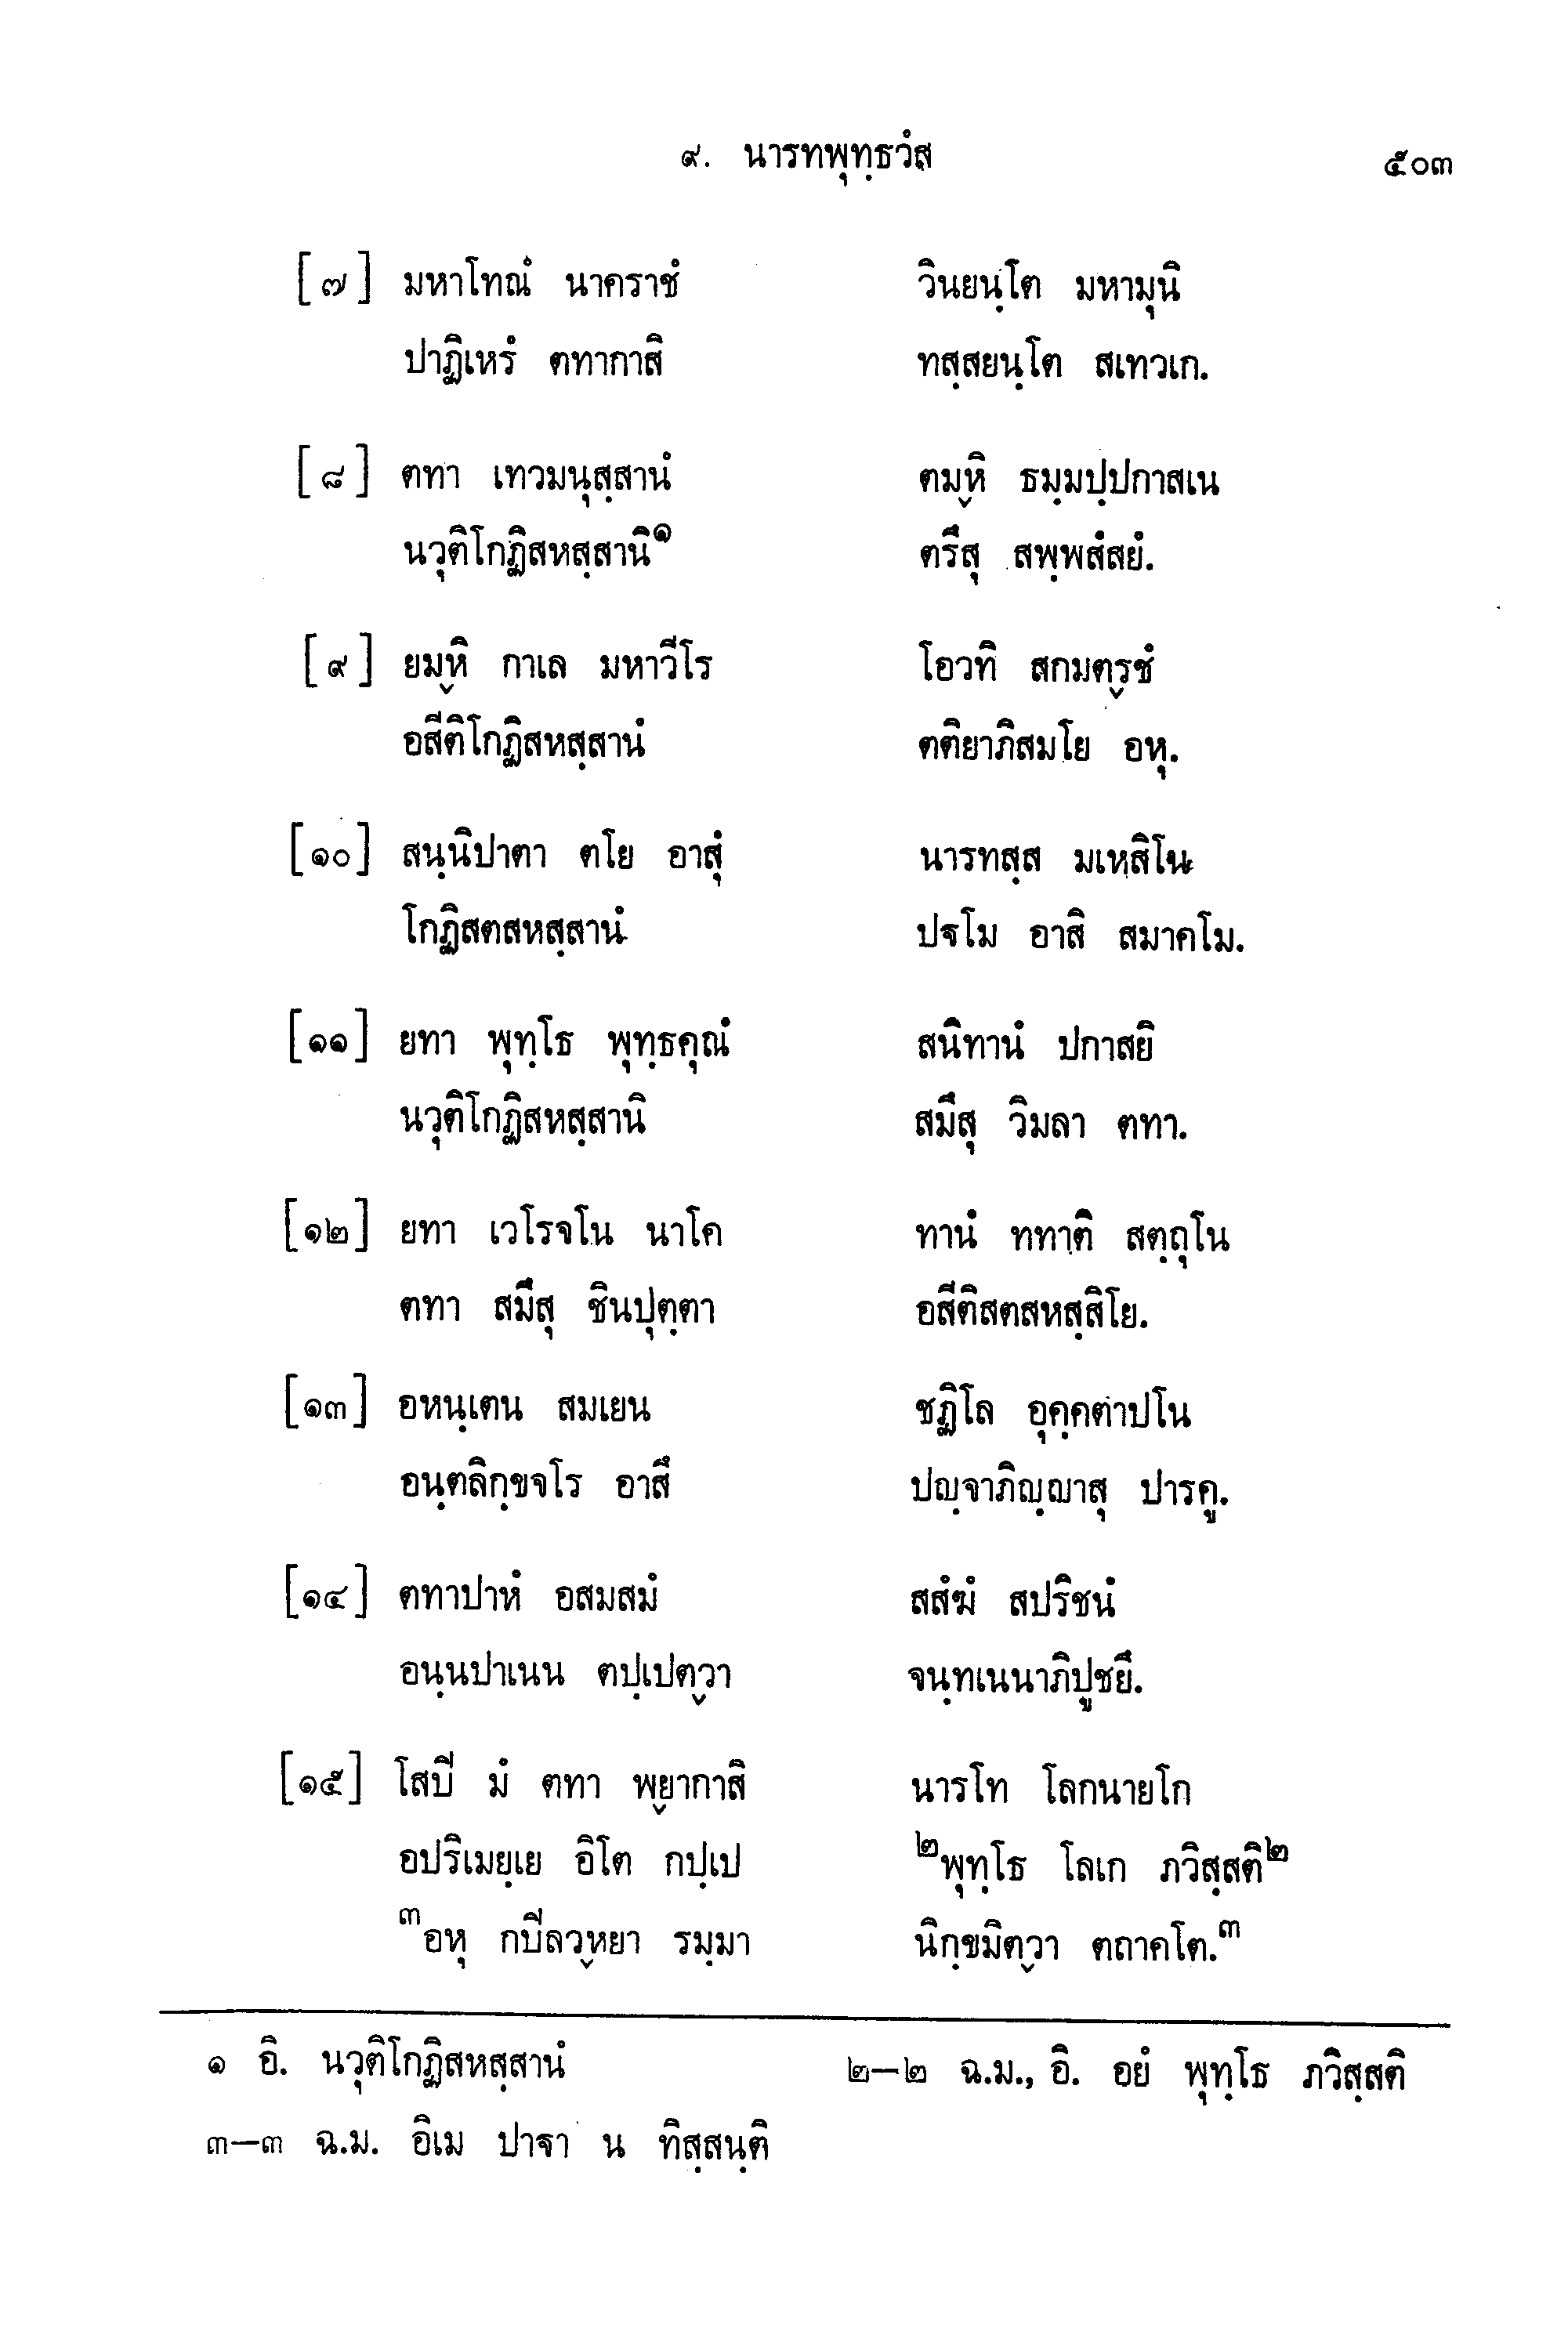 ๙. นารทพุทฺธวํส ๕๐๓
[๗] มหาโทณํ นาคราชํ วินยนฺโต มหามุนิ
ปาฏิเหรํ ตทากาสิ ทสฺสยนฺโต สเทวเก.
[๘] ตทา เทวมนุสฺสานํ ตมฺหิ ธมฺมปฺปกาสเน
นวุติโกฏิสหสฺสานิ๑ ตรึสุ สพฺพสํสยํ.
[๙] ยมฺหิ กาเล มหาวีโร โอวทิ สกมตฺรชํ
อสีติโกฏิสหสฺสานํ ตติยาภิสมโย อหุ.
[๑๐] สนฺนิปาตา ตโย อาสุํ นารทสฺส มเหสิโน
โกฏิสตสหสฺสานํ ปฐโม อาสิ สมาคโม.
[๑๑] ยทา พุทฺโธ พุทฺธคุณํ สนิทานํ ปกาสยิ
นวุติโกฏิสหสฺสานิ สมึสุ วิมลา ตทา.
[๑๒] ยทา เวโรจโน นาโค ทานํ ททาติ สตฺถุโน
ตทา สมึสุ ชินปุตฺตา อสีติสตสหสฺสิโย.
[๑๓] อหนฺเตน สมเยน ชฏิโล อุคฺคตาปโน
อนฺตลิกฺขจโร อาสึ ปญฺจาภิญฺญาสุ ปารคู.
[๑๔] ตทาปาหํ อสมสมํ สสํฆํ สปริชนํ
อนฺนปาเนน ตปฺเปตฺวา จนฺทเนนาภิปูชยึ.
[๑๕] โสปิ มํ ตทา พฺยากาสิ นารโท โลกนายโก
อปริเมยฺเย อิโต กปฺเป ๒พุทฺโธ โลเก ภวิสฺสติ๒
๓อหุ กปิลวฺหยา รมฺมา นิกฺขมิตฺวา ตถาคโต.๓
๑ อิ. นวุติโกฏิสหสฺสานํ ๒–๒ ฉ.ม., อิ. อยํ พุทฺโธ ภวิสฺสติ
๓–๓ ฉ.ม. อิเม ปาฐา น ทิสฺสนฺติ